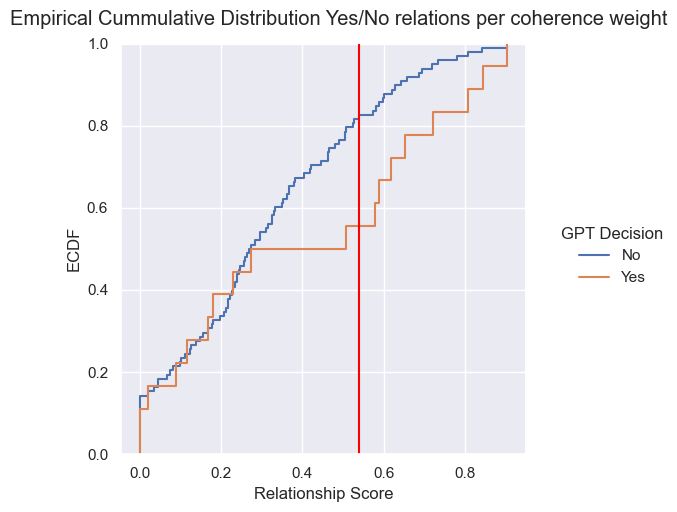 Empirical Cummulative Distribution Yes/No relations per coherence weight
1.0
0.8
0.6
0.4
0.2
0.0
ECDF
0.0 0.2 0.4 0.6 0.8
Relationship Score
GPT Decision
No
Yes